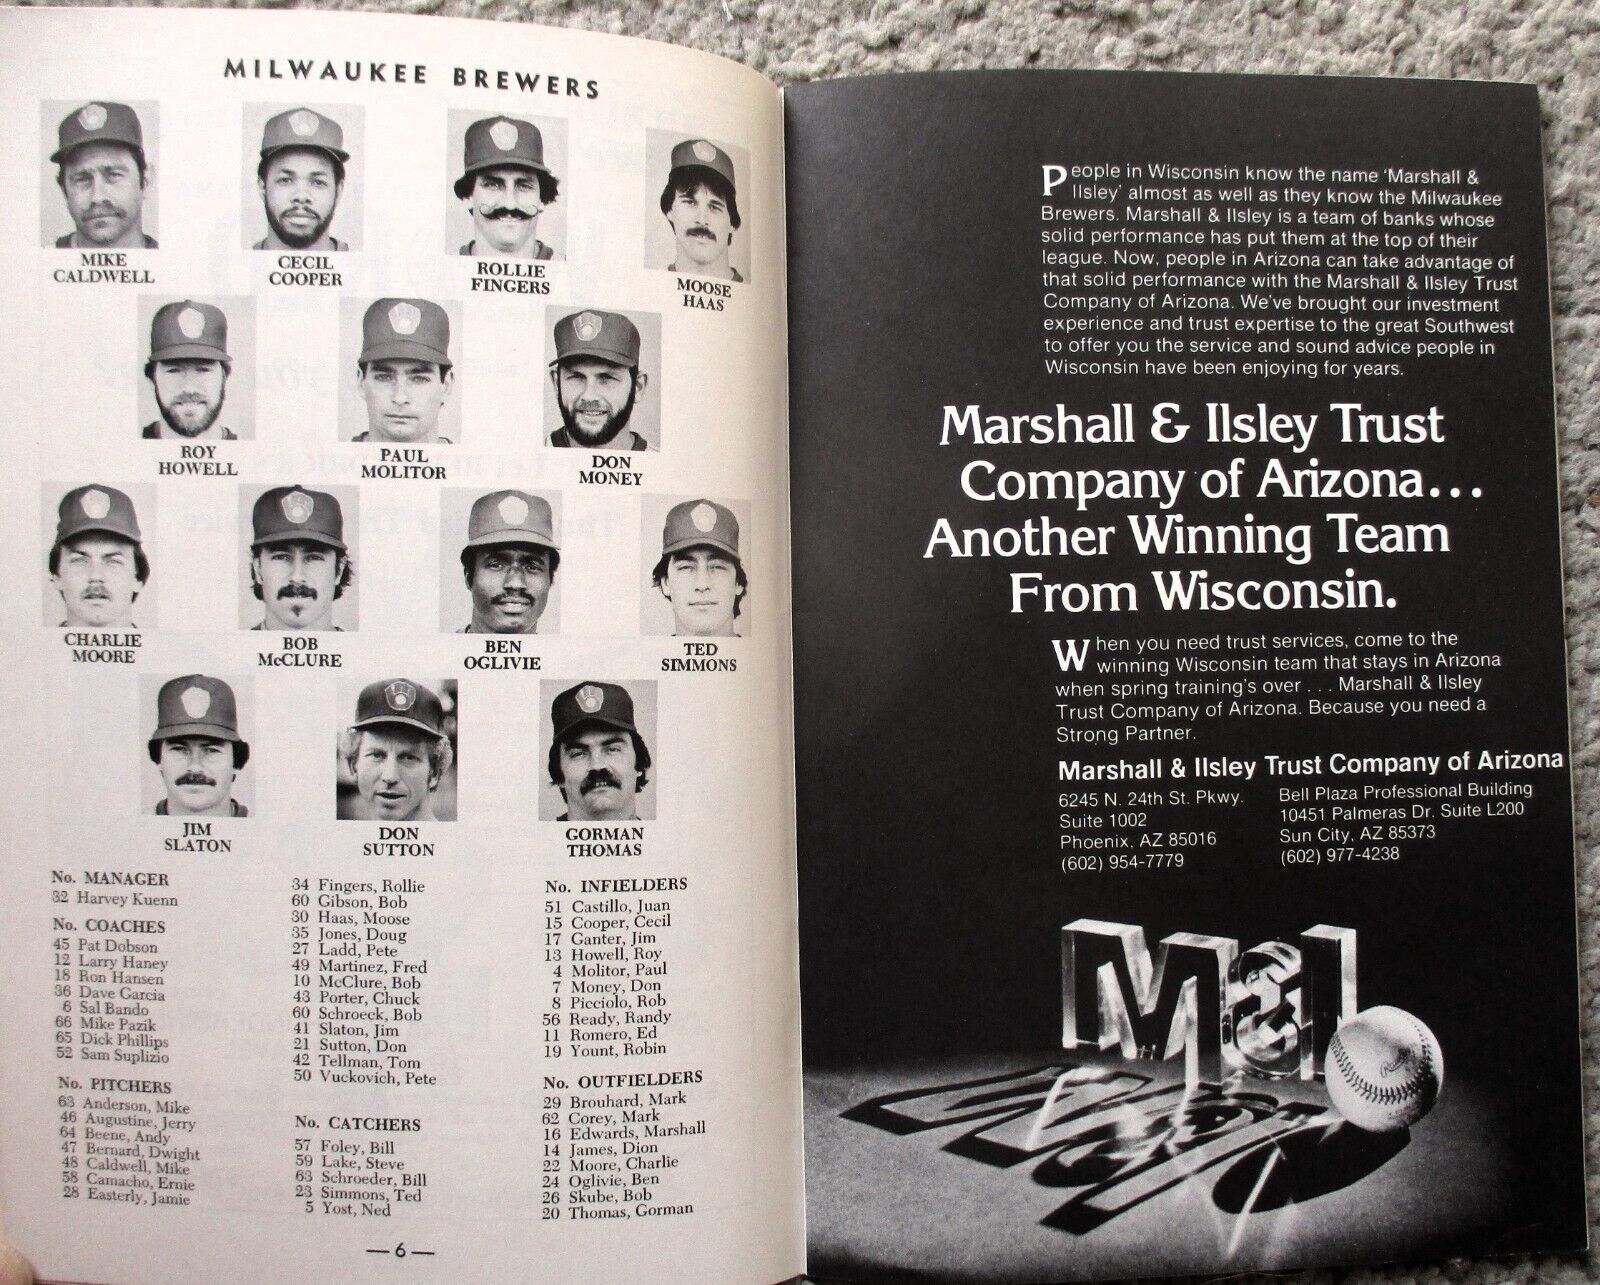 MILWAUKEE BREWERS
MIKE
CALDWELL
CECIL
COOPER
ROLLIE
FINGERS
MOOSE
HAAS
ROY
HOWELL
PAUL
MOLITOR
DON
MONEY
CHARLIE
MOORE
BOB
McCLURE
BEN
OGLIVIE
TED
SIMMONS
JIM
SLATON
DON
SUTTON
GORMAN
THOMAS
No. MANAGER
32 Harvey Kuenn
No. COACHES
45 Pat Dobson
12 Larry Haney
18 Ron Hansen
36 Dave Garcia
6 Sal Bando
66 Mike Pazik
65 Dick Phillips
52 Sam Suplizio
No. PITCHERS
63 Anderson, Mike
46 Augustine, Jerry
64 Beene, Andy
47 Bernard, Dwight
48 Caldwell, Mike
58 Camacho, Ernie
28 Easterly, Jamie
34 Fingers, Rollie
60 Gibson, Bob
30 Haas, Moose
35 Jones, Doug
27 Ladd, Pete
49 Martinez, Fred
10 McClure, Bob
43 Porter, Chuck
60 Schroeck, Bob
41 Slaton, Jim
21 Sutton, Don
42 Tellman, Tom
50 Vuckovich, Pete
No. CATCHERS
57 Foley, Bill
59 Lake, Steve
63 Schroeder, Bill
23 Simmons, Ted
5 Yost, Ned
No. INFIELDERS
51 Castillo, Juan
15 Cooper, Cecil
17 Ganter, Jim
13 Howell, Roy
4 Molitor, Paul
7 Money, Don
8 Picciolo, Rob
56 Ready, Randy
11 Romero, Ed
19 Yount, Robin
No. OUTFIELDERS
29 Brouhard, Mark
62 Corey, Mark
16 Edwards, Marshall
14 James, Dion
22 Moore, Charlie
24 Oglivie, Ben
26 Skube, Bob
20 Thomas, Gorman
— 6 —
People in Wisconsin know the name 'Marshall &
Ilsley' almost as well as they know the Milwaukee
Brewers. Marshall & Ilsley is a team of banks whose
solid performance has put them at the top of their
league. Now, people in Arizona can take advantage of
that solid performance with the Marshall & Ilsley Trust
Company of Arizona. We've brought our investment
experience and trust expertise to the great Southwest
to offer you the service and sound advice people in
Wisconsin have been enjoying for years.
Marshall & Ilsley Trust
Company of Arizona...
Another Winning Team
From Wisconsin.
When you need trust services, come to the
winning Wisconsin team that stays in Arizona
when spring training's over . . . Marshall & Ilsley
Trust Company of Arizona. Because you need a
Strong Partner.
Marshall & Ilsley Trust Company of Arizona
6245 N. 24th St. Pkwy.
Suite 1002
Phoenix, AZ 85016
(602) 954-7779
Bell Plaza Professional Building
10451 Palmeras Dr. Suite L200
Sun City, AZ 85373
(602) 977-4238
M&I
Rawlings